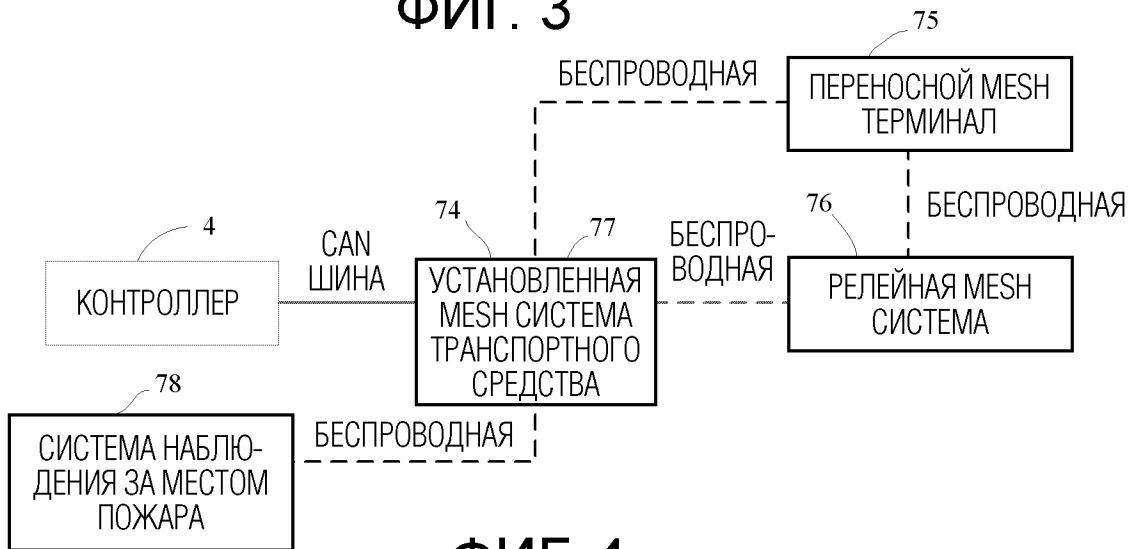 ФИГ. 3
75
БЕСПРОВОДНАЯ
ПЕРЕНОСНОЙ MESH
ТЕРМИНАЛ
БЕСПРОВОДНАЯ
4
CAN
ШИНА
74
77
БЕСПРО-
ВОДНАЯ
76
КОНТРОЛЛЕР
УСТАНОВЛЕННАЯ
MESH СИСТЕМА
ТРАНСПОРТНОГО
СРЕДСТВА
РЕЛЕЙНАЯ MESH
СИСТЕМА
78
БЕСПРОВОДНАЯ
СИСТЕМА НАБЛЮ-
ДЕНИЯ ЗА МЕСТОМ
ПОЖАРА
ФИГ. 4